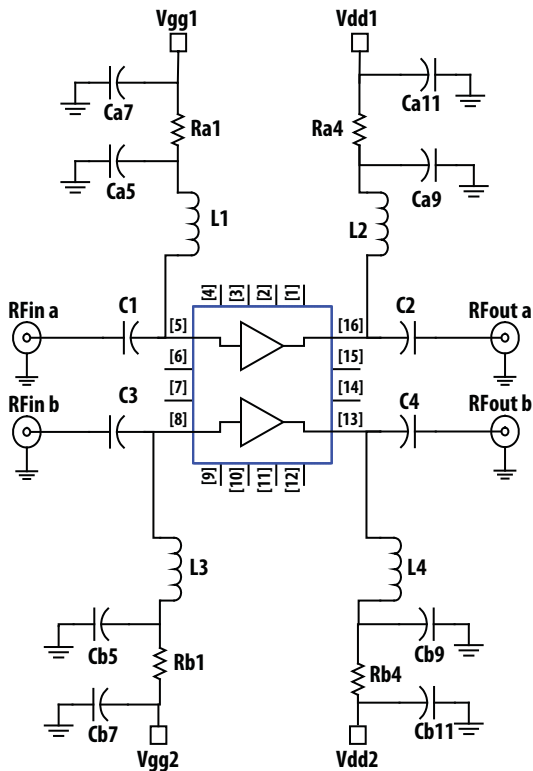 Vgg1 Vdd1
Ca7 Ca11
Ra1 Ra4
Ca5 Ca9
L1 L2
[4] [3] [2] [1]
RFin a C1 [5] [16] C2 RFout a
[6] [15]
C3 [7] [14] C4
RFin b [8] [13] RFout b
[9] [10] [11] [12]
L3 L4
Cb5 Cb9
Rb1 Rb4
Cb7 Cb11
Vgg2 Vdd2